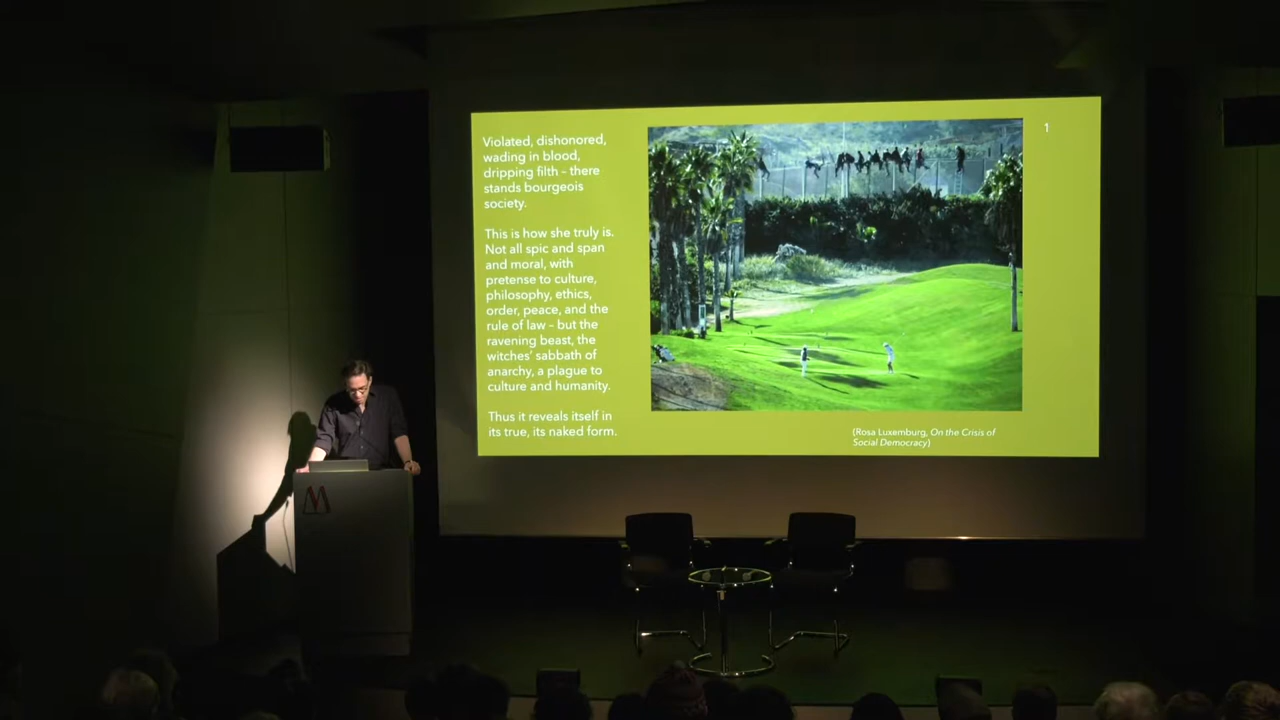 Violated, dishonored,
wading in blood,
dripping filth – there
stands bourgeois
society.
This is how she truly is.
Not all spic and span
and moral, with
pretense to culture,
philosophy, ethics,
order, peace, and the
rule of law – but the
ravening beast, the
witches' sabbath of
anarchy, a plague to
culture and humanity.
Thus it reveals itself in
its true, its naked form.
1
(Rosa Luxemburg, On the Crisis of
Social Democracy)
M